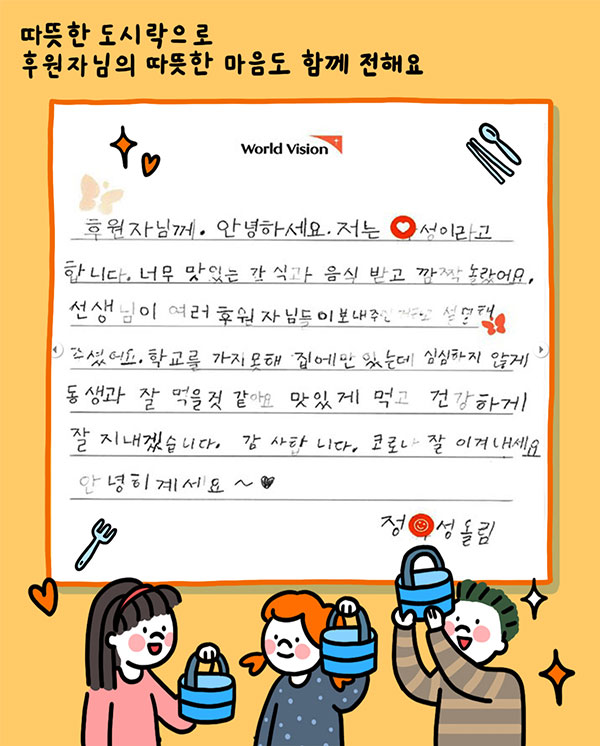 따뜻한 도시락으로
후원자님의 따뜻한 마음도 함께 전해요
World Vision
후원자님께. 안녕하세요. 저는 성이라고
합니다. 너무 맛있는 간식과 음식 받고 깜짝 놀랐어요.
선생님이 여러 후원자님들이 보내주신 설명해
주셨어요. 학교를 가지못해 집에만 있는데 심심하지 않게
동생과 잘 먹을것 같아요 맛있게 먹고 건강하게
잘 지내겠습니다. 감사합니다. 코로나 잘 이겨내세요
안녕히계세요 ~ ♥
정 성올림